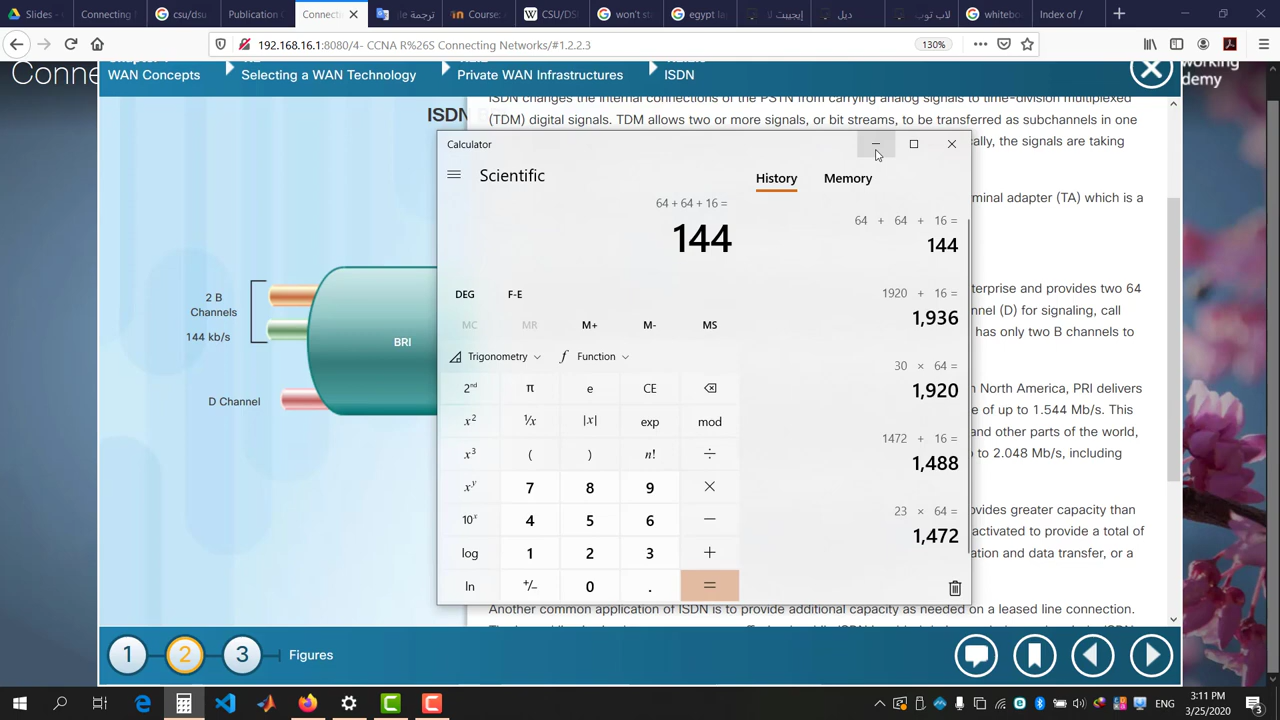 Slides -
Connecting
csu/dsu
Publication
Connecti
ترجمة
Course:
CSU/DS
won't st
egypt la
إيجيبت
ديل
لاب توب
whitebo
Index of /
192.168.16.1:8080/4- CCNA R%26S Connecting Networks/#1.2.2.3
130%
Conne
WAN Concepts
Selecting a WAN Technology
Private WAN Infrastructures
ISDN
working
demy
ISDN changes the internal connections of the PSTN from carrying analog signals to time-division multiplexed
(TDM) digital signals. TDM allows two or more signals, or bit streams, to be transferred as subchannels in one
cally, the signals are taking
minal adapter (TA) which is a
terprise and provides two 64
nnel (D) for signaling, call
has only two B channels to
n North America, PRI delivers
e of up to 1.544 Mb/s. This
and other parts of the world,
p to 2.048 Mb/s, including
ovides greater capacity than
activated to provide a total of
ation and data transfer, or a
Another common application of ISDN is to provide additional capacity as needed on a leased line connection.
ISDN
2 B
Channels
144 kb/s
BRI
D Channel
Calculator
Scientific
History
Memory
64 + 64 + 16 =
144
64 + 64 + 16 =
144
1920 + 16 =
1,936
30 × 64 =
1,920
1472 + 16 =
1,488
23 × 64 =
1,472
DEG
F-E
MC MR M+ M- MS
Trigonometry
f Function
2nd π e CE
x² ¹/x |x| exp mod
x³ ( ) n! ÷
xʸ 7 8 9 ×
10ˣ 4 5 6 −
log 1 2 3 +
ln +/- 0 . =
1 2 3 Figures
ENG
3:11 PM
3/25/2020
3